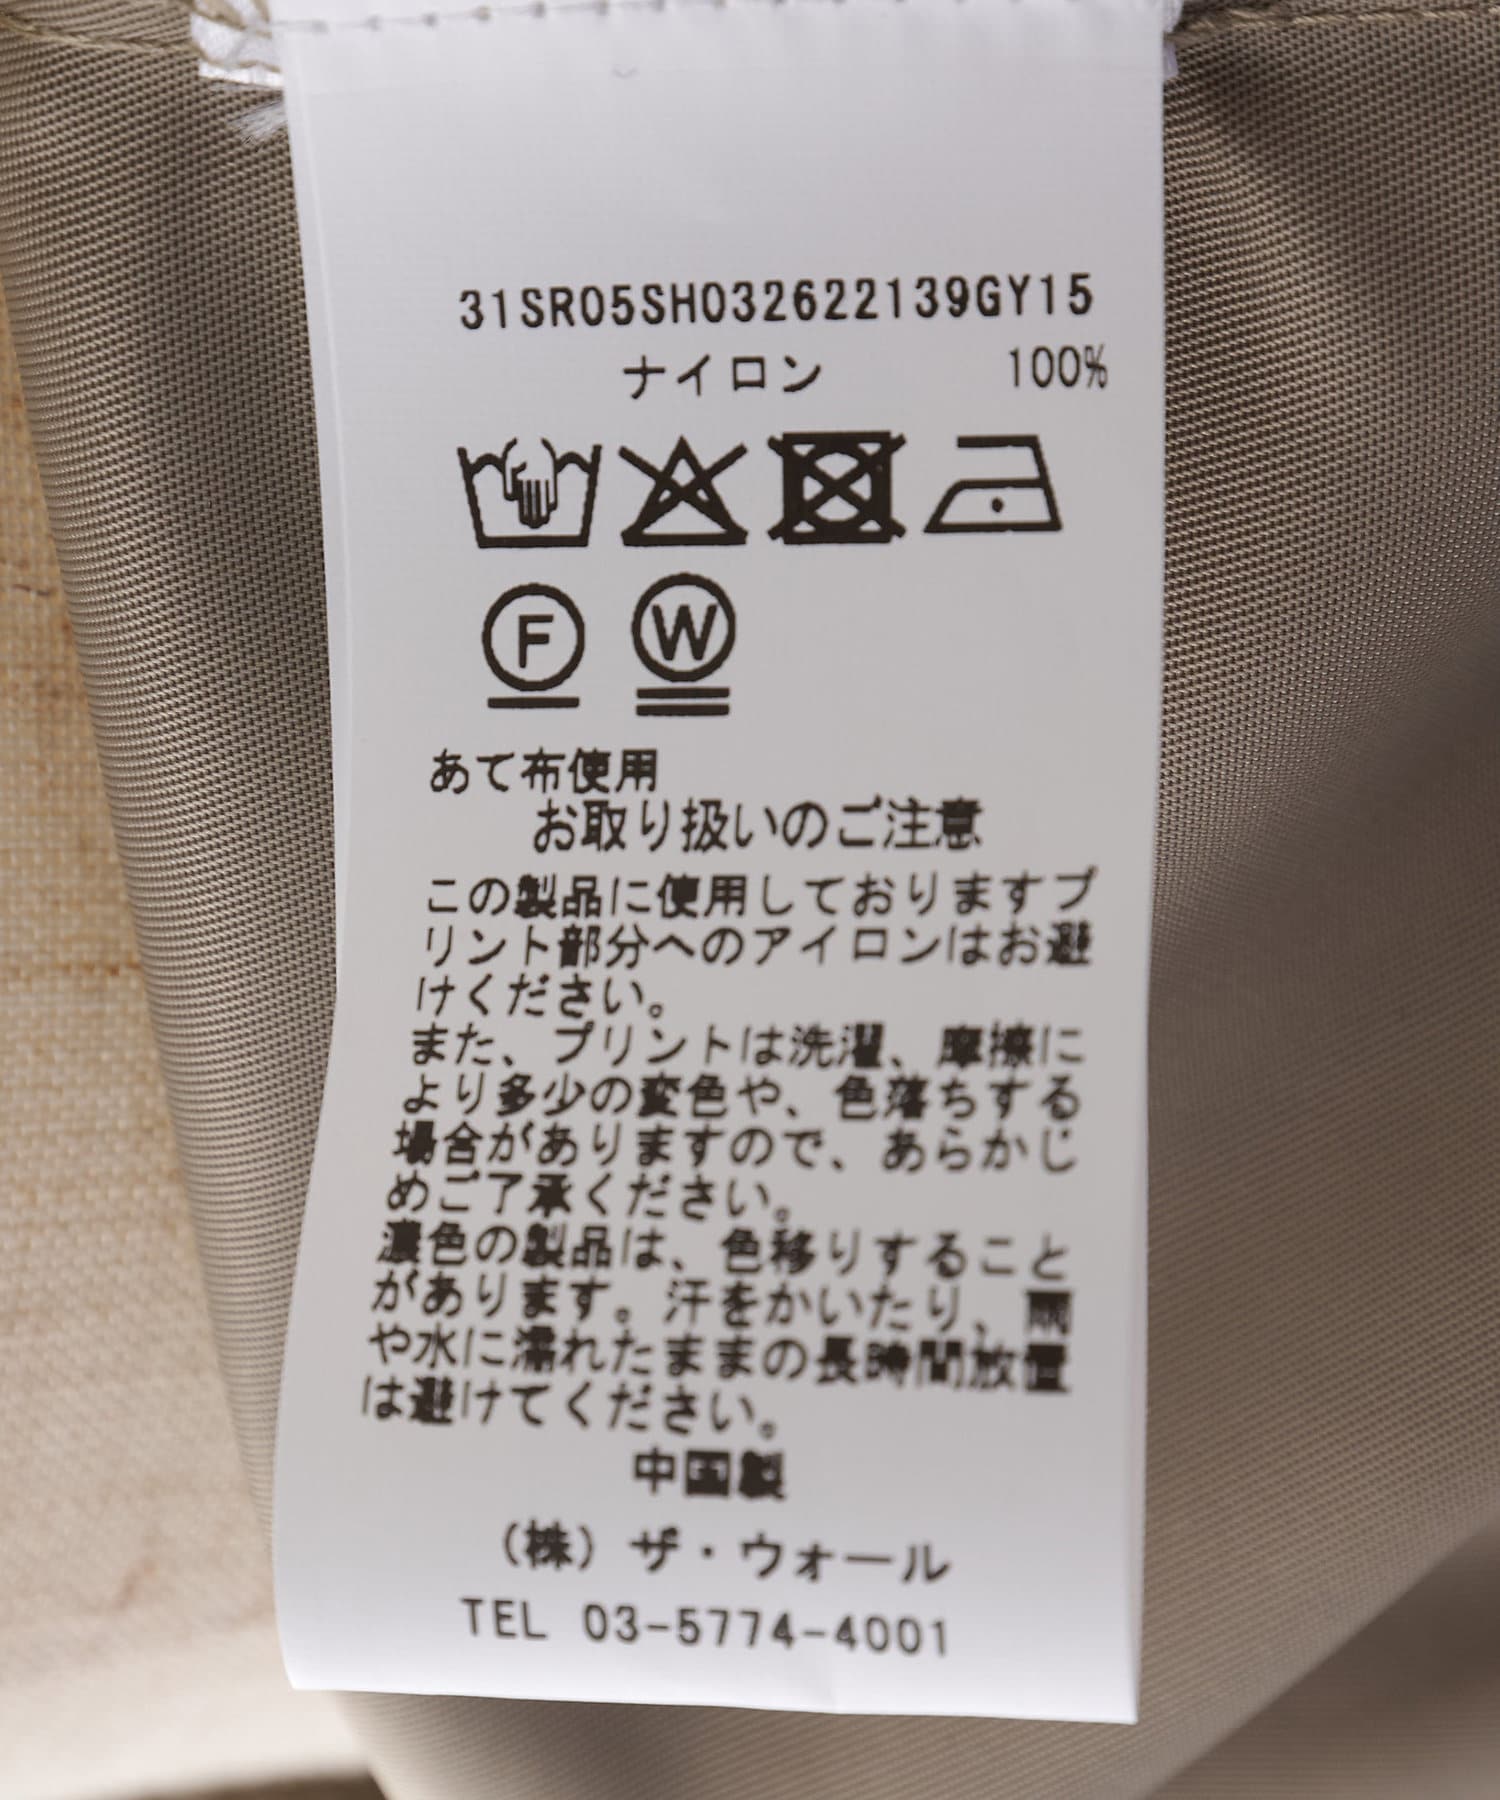 31SR05SH032622139GY15
ナイロン 100%
F W
あて布使用
お取り扱いのご注意
この製品に使用しておりますプ
リント部分へのアイロンはお避
けください。
また、プリントは洗濯、摩擦に
より多少の変色や、色落ちする
場合がありますので、あらかじ
めご了承ください。
濃色の製品は、色移りすること
があります。汗をかいたり、雨
や水に濡れたままの長時間放置
は避けてください。
中国製
（株）ザ・ウォール
TEL 03-5774-4001